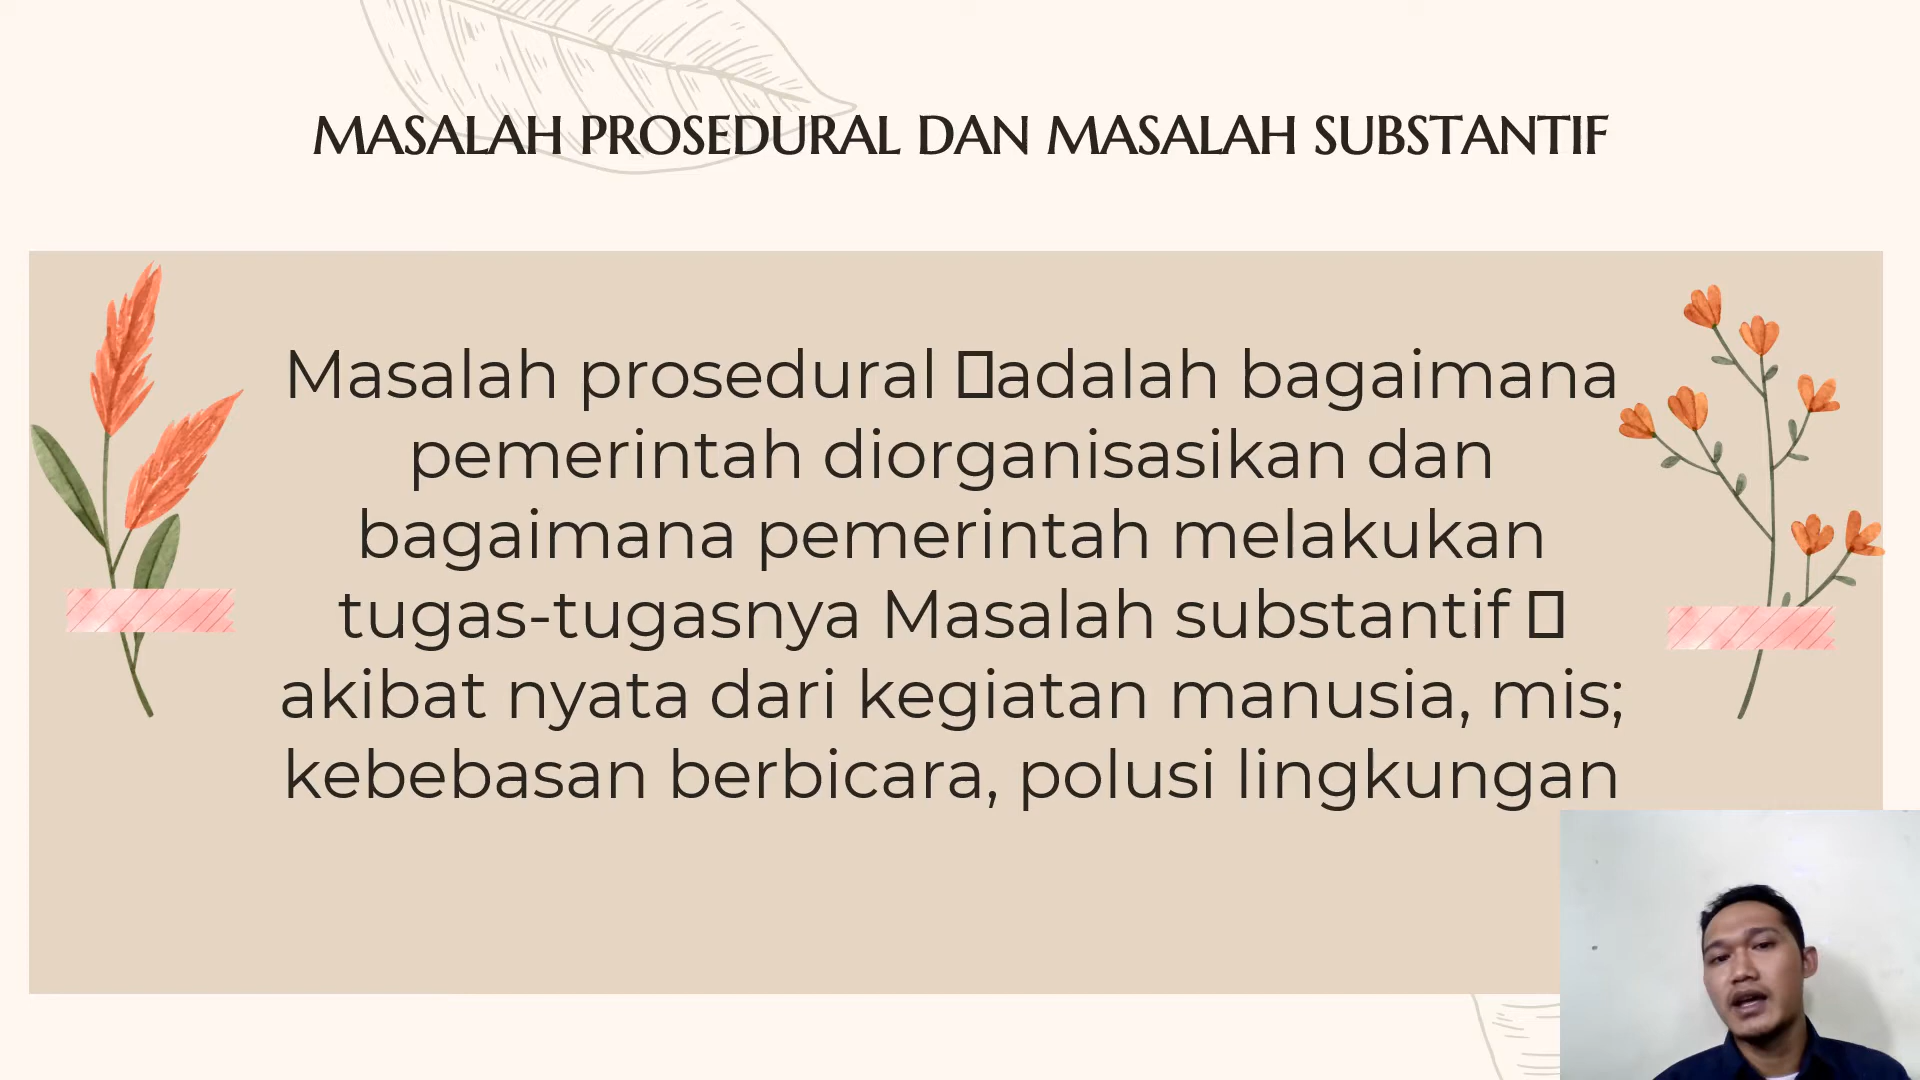 MASALAH PROSEDURAL DAN MASALAH SUBSTANTIF
Masalah prosedural ▯adalah bagaimana
pemerintah diorganisasikan dan
bagaimana pemerintah melakukan
tugas-tugasnya Masalah substantif ▯
akibat nyata dari kegiatan manusia, mis;
kebebasan berbicara, polusi lingkungan